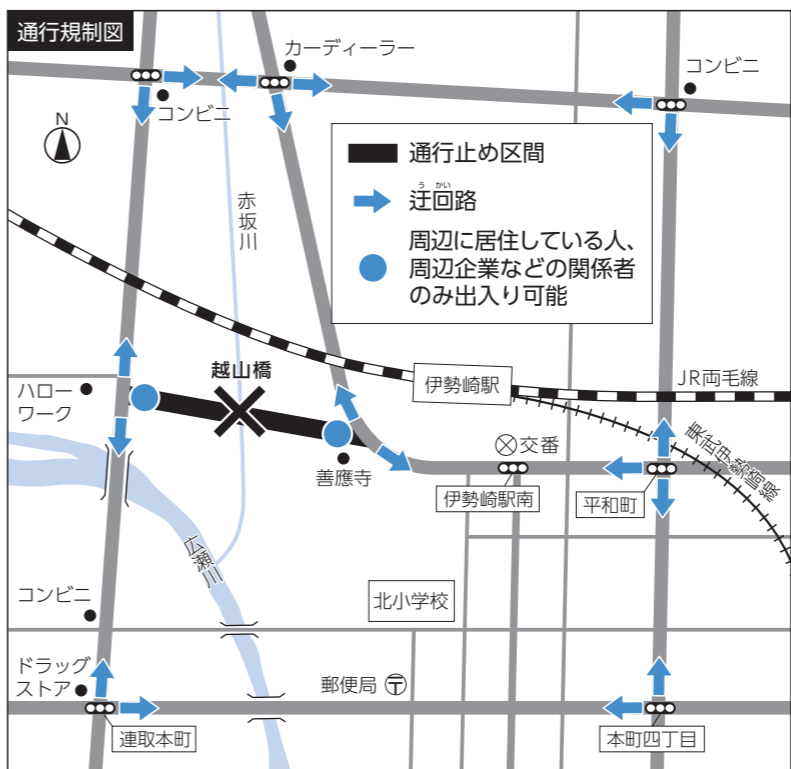 通行規制図
カーディーラー
コンビニ
コンビニ
N
通行止め区間
うかい
迂回路
周辺に居住している人、
周辺企業などの関係者
のみ出入り可能
赤坂川
越山橋
伊勢崎駅
JR両毛線
ハロー
ワーク
東武伊勢崎線
交番
善應寺
伊勢崎駅南
平和町
広瀬川
コンビニ
北小学校
ドラッグ
ストア
郵便局 〒
連取本町
本町四丁目